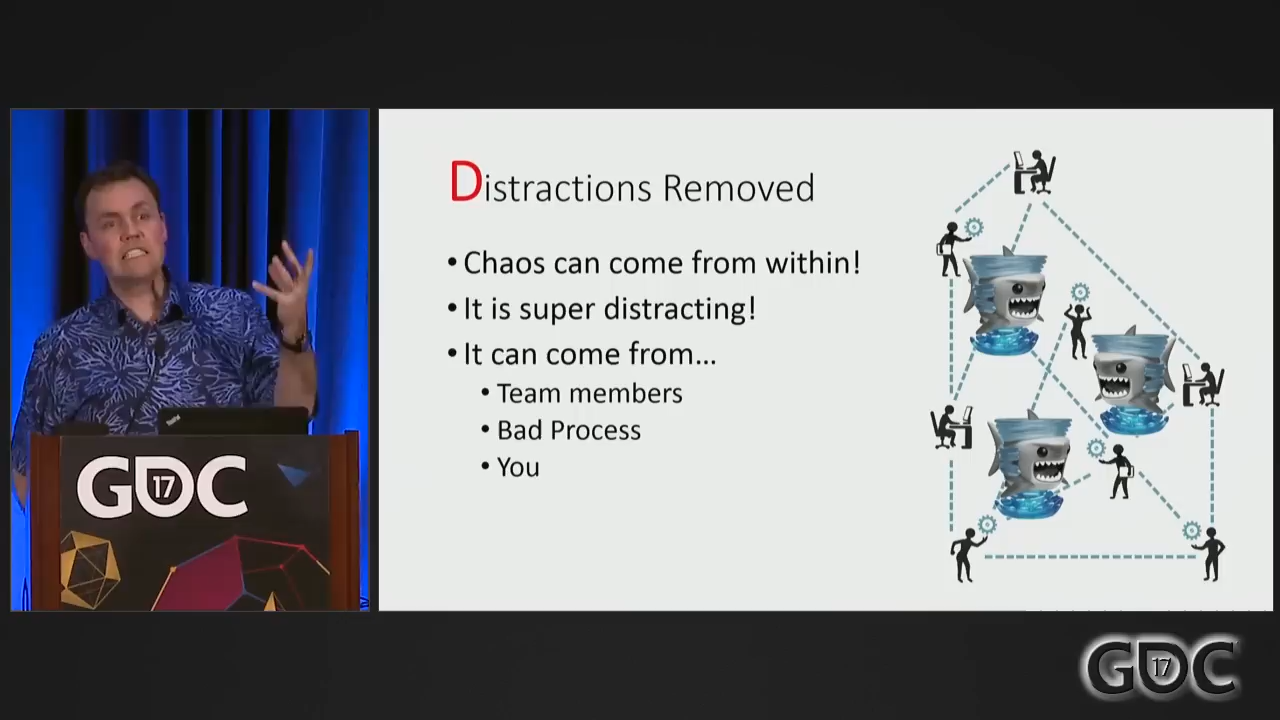 Distractions Removed
• Chaos can come from within!
• It is super distracting!
• It can come from…
• Team members
• Bad Process
• You
ThinkPad
GDC
17
GDC
17